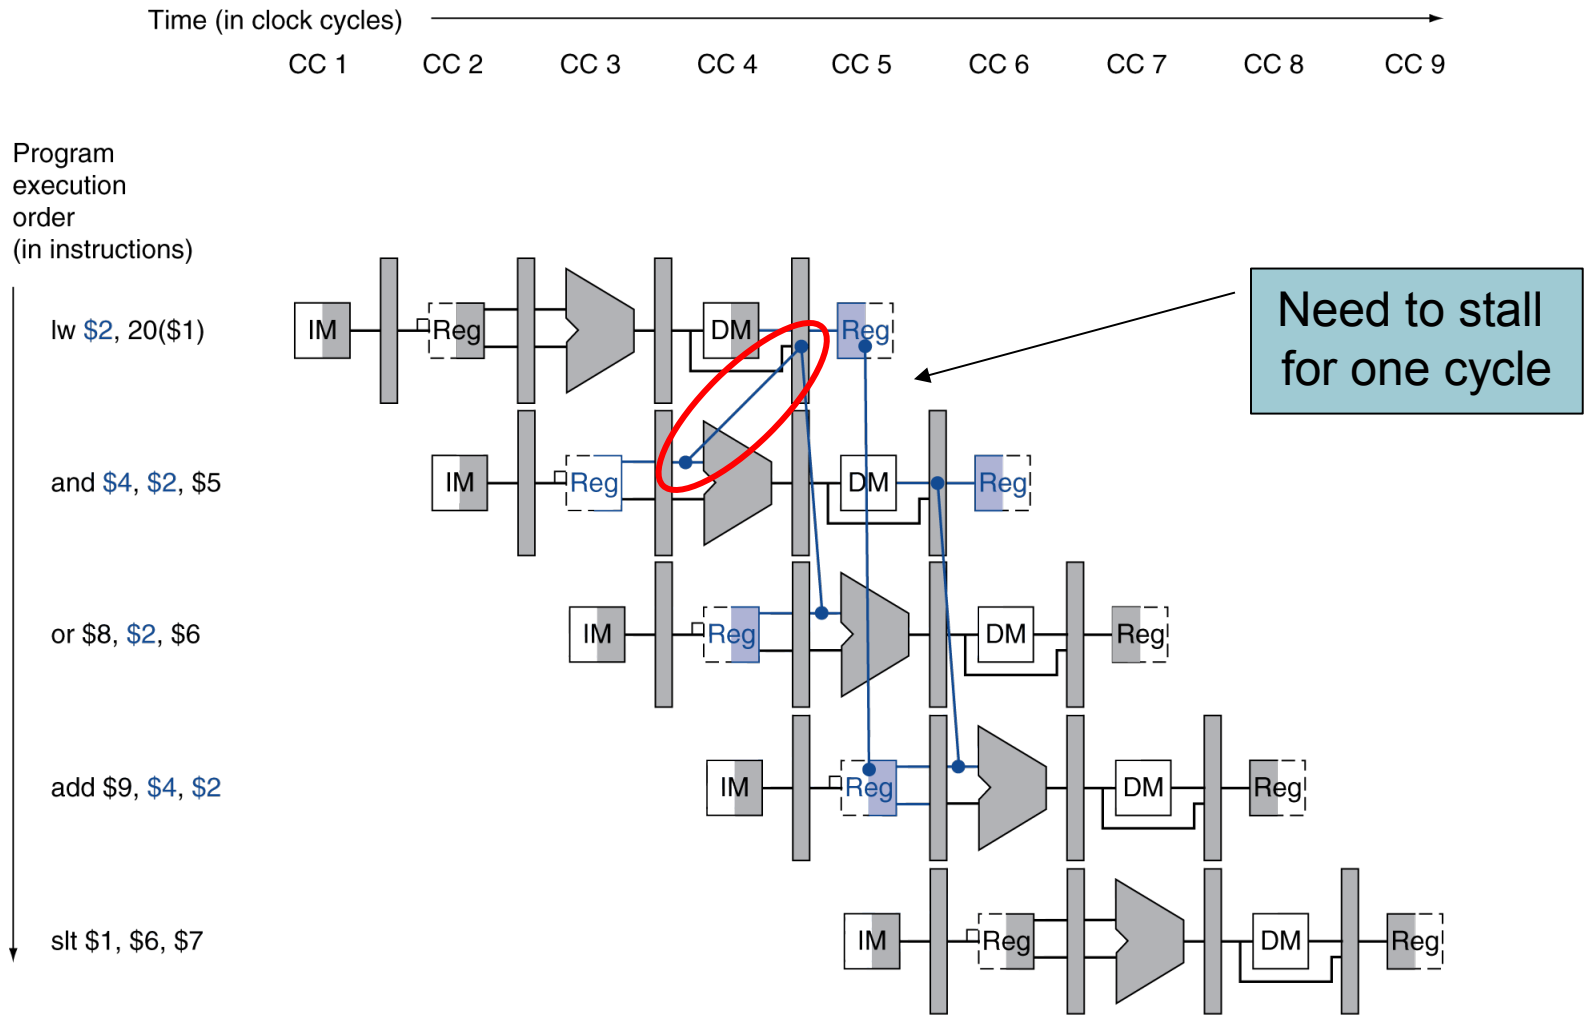 Time (in clock cycles)
CC 1 CC 2 CC 3 CC 4 CC 5 CC 6 CC 7 CC 8 CC 9
Program
execution
order
(in instructions)
Need to stall
for one cycle
lw $2, 20($1) IM Reg DM Reg
and $4, $2, $5 IM Reg DM Reg
or $8, $2, $6 IM Reg DM Reg
add $9, $4, $2 IM Reg DM Reg
slt $1, $6, $7 IM Reg DM Reg